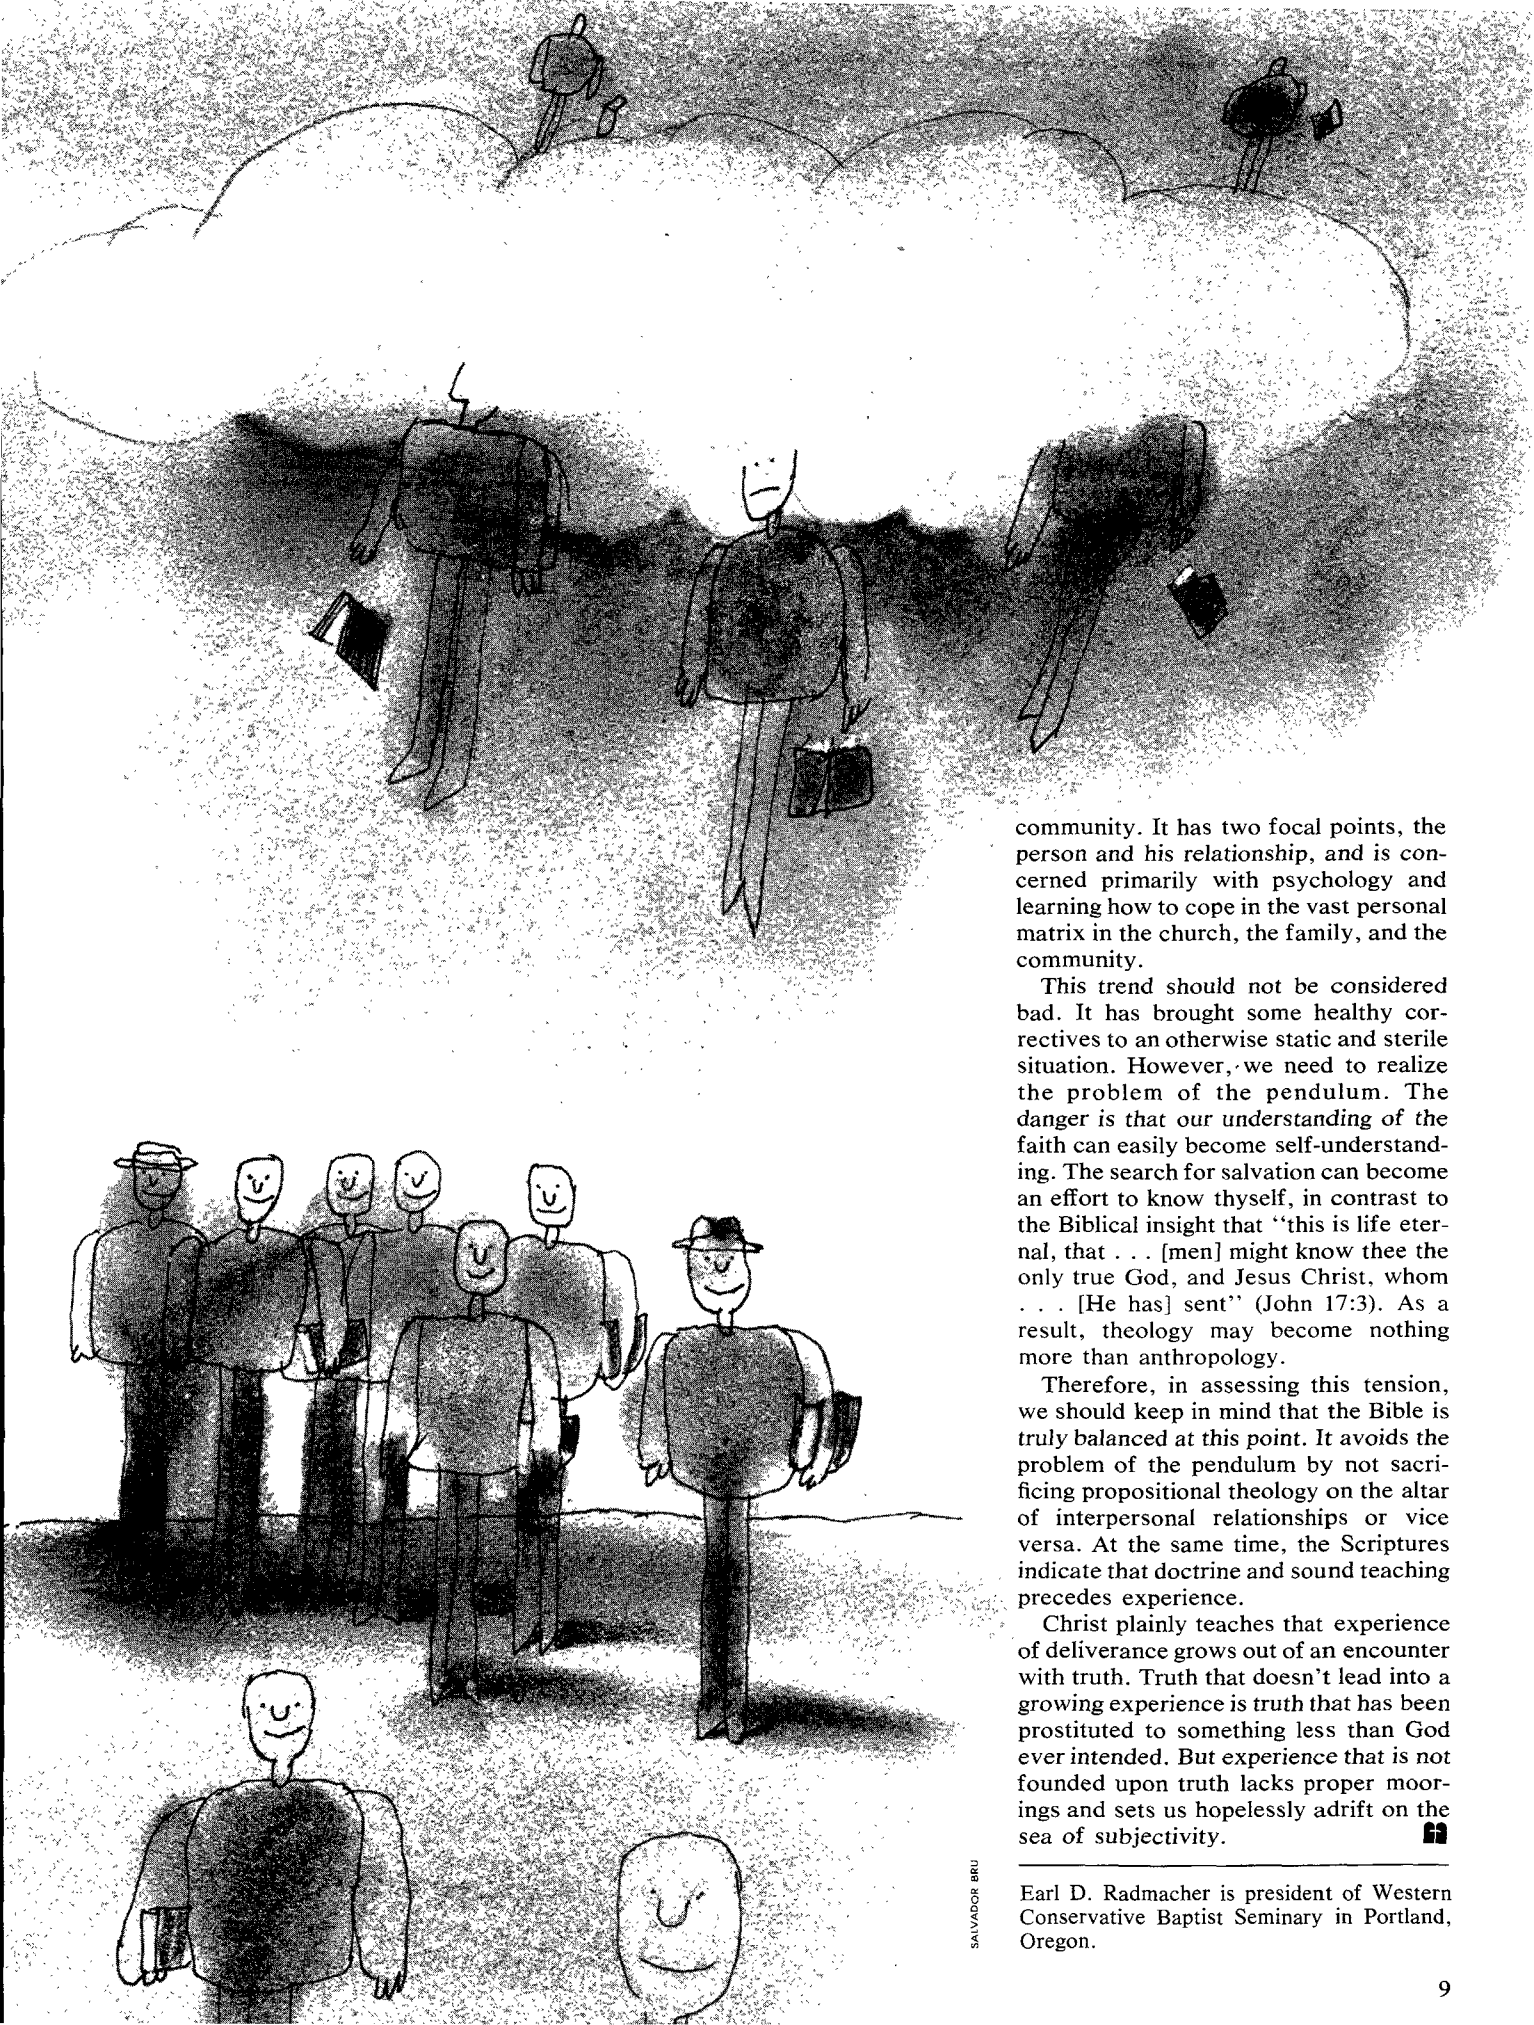 community. It has two focal points, the
person and his relationship, and is con-
cerned primarily with psychology and
learning how to cope in the vast personal
matrix in the church, the family, and the
community.
This trend should not be considered
bad. It has brought some healthy cor-
rectives to an otherwise static and sterile
situation. However, we need to realize
the problem of the pendulum. The
danger is that our understanding of the
faith can easily become self-understand-
ing. The search for salvation can become
an effort to know thyself, in contrast to
the Biblical insight that “this is life eter-
nal, that . . . [men] might know thee the
only true God, and Jesus Christ, whom
. . . [He has] sent” (John 17:3). As a
result, theology may become nothing
more than anthropology.
Therefore, in assessing this tension,
we should keep in mind that the Bible is
truly balanced at this point. It avoids the
problem of the pendulum by not sacri-
ficing propositional theology on the altar
of interpersonal relationships or vice
versa. At the same time, the Scriptures
indicate that doctrine and sound teaching
precedes experience.
Christ plainly teaches that experience
of deliverance grows out of an encounter
with truth. Truth that doesn't lead into a
growing experience is truth that has been
prostituted to something less than God
ever intended. But experience that is not
founded upon truth lacks proper moor-
ings and sets us hopelessly adrift on the
sea of subjectivity.
SALVADOR BRU
Earl D. Radmacher is president of Western
Conservative Baptist Seminary in Portland,
Oregon.
9